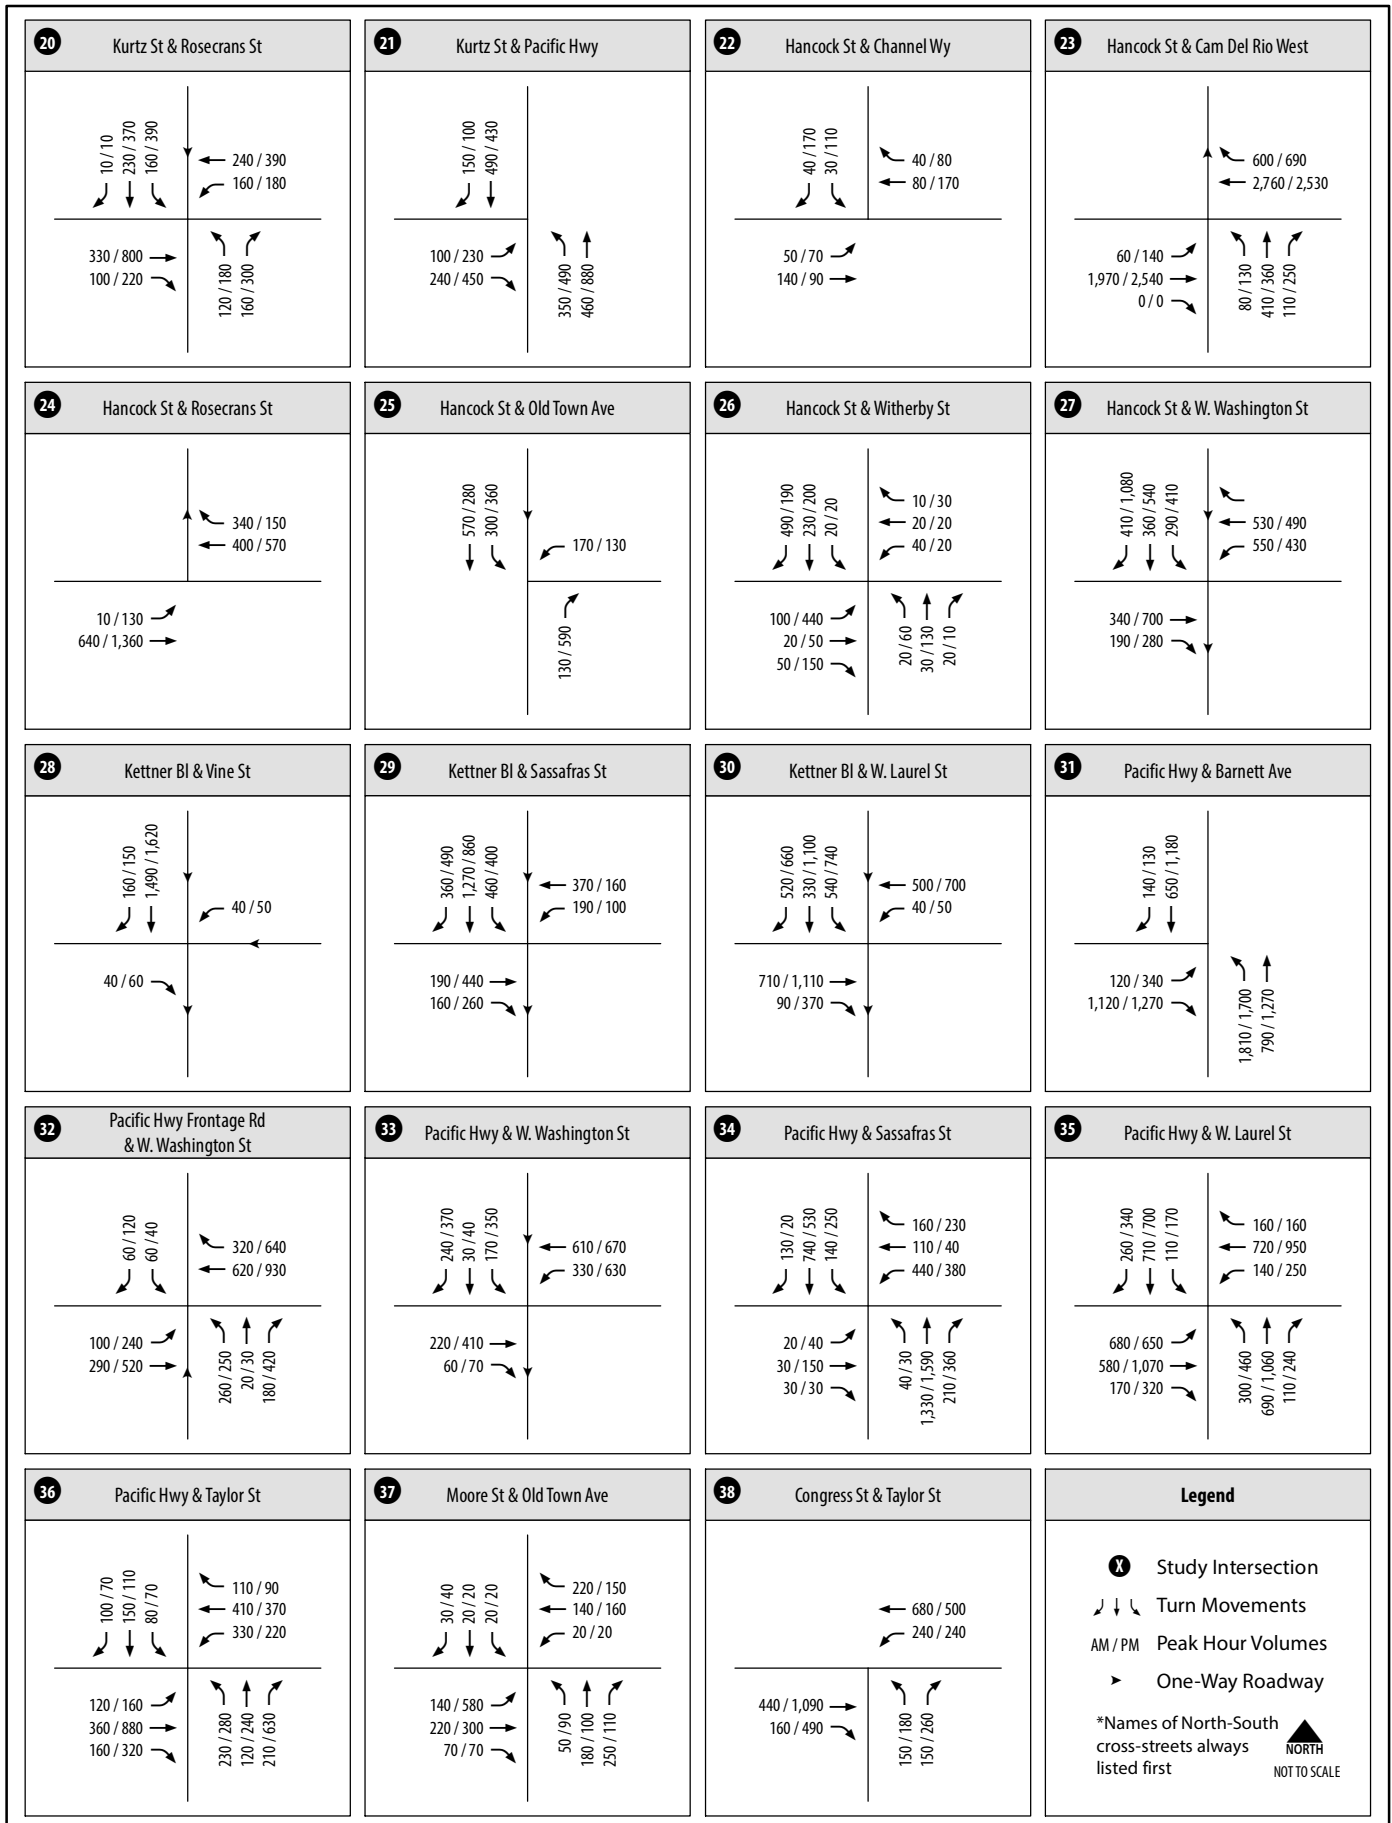 20
Kurtz St & Rosecrans St
10 / 10
230 / 370
160 / 390
240 / 390
160 / 180
330 / 800
100 / 220
120 / 180
160 / 300
21
Kurtz St & Pacific Hwy
150 / 100
490 / 430
100 / 230
240 / 450
350 / 490
460 / 880
22
Hancock St & Channel Wy
40 / 170
30 / 110
40 / 80
80 / 170
50 / 70
140 / 90
23
Hancock St & Cam Del Rio West
600 / 690
2,760 / 2,530
60 / 140
1,970 / 2,540
0 / 0
80 / 130
410 / 360
110 / 250
24
Hancock St & Rosecrans St
340 / 150
400 / 570
10 / 130
640 / 1,360
25
Hancock St & Old Town Ave
570 / 280
300 / 360
170 / 130
130 / 590
26
Hancock St & Witherby St
490 / 190
230 / 200
20 / 20
10 / 30
20 / 20
40 / 20
100 / 440
20 / 50
50 / 150
20 / 60
30 / 130
20 / 10
27
Hancock St & W. Washington St
410 / 1,080
360 / 540
290 / 410
530 / 490
550 / 430
340 / 700
190 / 280
28
Kettner Bl & Vine St
160 / 150
1,490 / 1,620
40 / 50
40 / 60
29
Kettner Bl & Sassafras St
360 / 490
1,270 / 860
460 / 400
370 / 160
190 / 100
190 / 440
160 / 260
30
Kettner Bl & W. Laurel St
520 / 660
330 / 1,100
540 / 740
500 / 700
40 / 50
710 / 1,110
90 / 370
31
Pacific Hwy & Barnett Ave
140 / 130
650 / 1,180
120 / 340
1,120 / 1,270
1,810 / 1,700
790 / 1,270
32
Pacific Hwy Frontage Rd
& W. Washington St
60 / 120
60 / 40
320 / 640
620 / 930
100 / 240
290 / 520
260 / 250
20 / 30
180 / 420
33
Pacific Hwy & W. Washington St
240 / 370
30 / 40
170 / 350
610 / 670
330 / 630
220 / 410
60 / 70
34
Pacific Hwy & Sassafras St
130 / 20
740 / 530
140 / 250
160 / 230
110 / 40
440 / 380
20 / 40
30 / 150
30 / 30
40 / 30
1,330 / 1,590
210 / 360
35
Pacific Hwy & W. Laurel St
260 / 340
710 / 700
110 / 170
160 / 160
720 / 950
140 / 250
680 / 650
580 / 1,070
170 / 320
300 / 460
690 / 1,060
110 / 240
36
Pacific Hwy & Taylor St
100 / 70
150 / 110
80 / 70
110 / 90
410 / 370
330 / 220
120 / 160
360 / 880
160 / 320
230 / 280
120 / 240
210 / 630
37
Moore St & Old Town Ave
30 / 40
20 / 20
20 / 20
220 / 150
140 / 160
20 / 20
140 / 580
220 / 300
70 / 70
50 / 90
180 / 100
250 / 110
38
Congress St & Taylor St
680 / 500
240 / 240
440 / 1,090
160 / 490
150 / 180
150 / 260
Legend
X Study Intersection
Turn Movements
AM / PM Peak Hour Volumes
One-Way Roadway
*Names of North-South
cross-streets always
listed first
NORTH
NOT TO SCALE